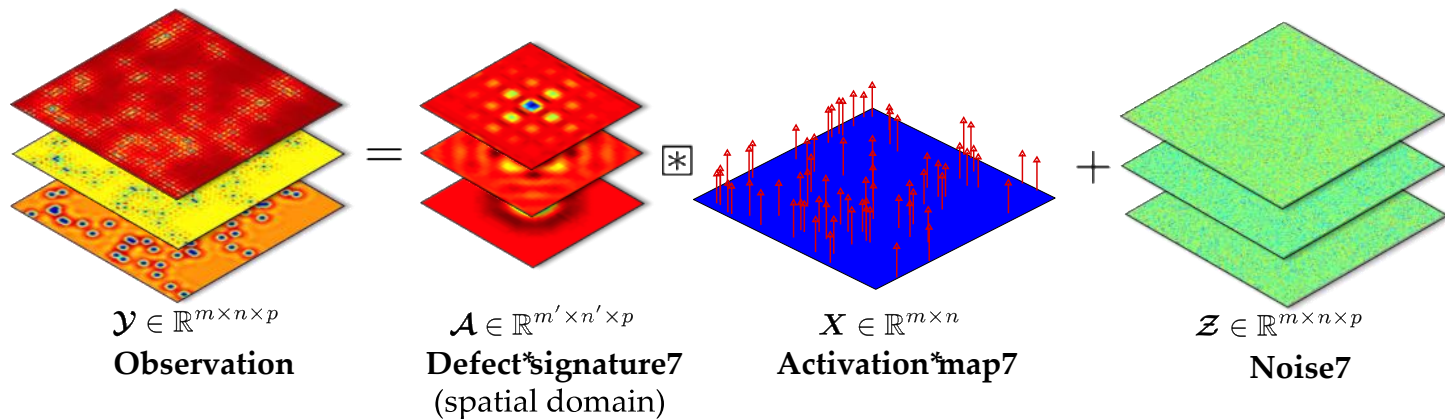 = ⊛ +
𝓨 ∈ ℝ^{m×n×p} 𝓐 ∈ ℝ^{m′×n′×p} 𝑿 ∈ ℝ^{m×n} 𝓩 ∈ ℝ^{m×n×p}
Observation Defect*signature7 Activation*map7 Noise7
(spatial domain)